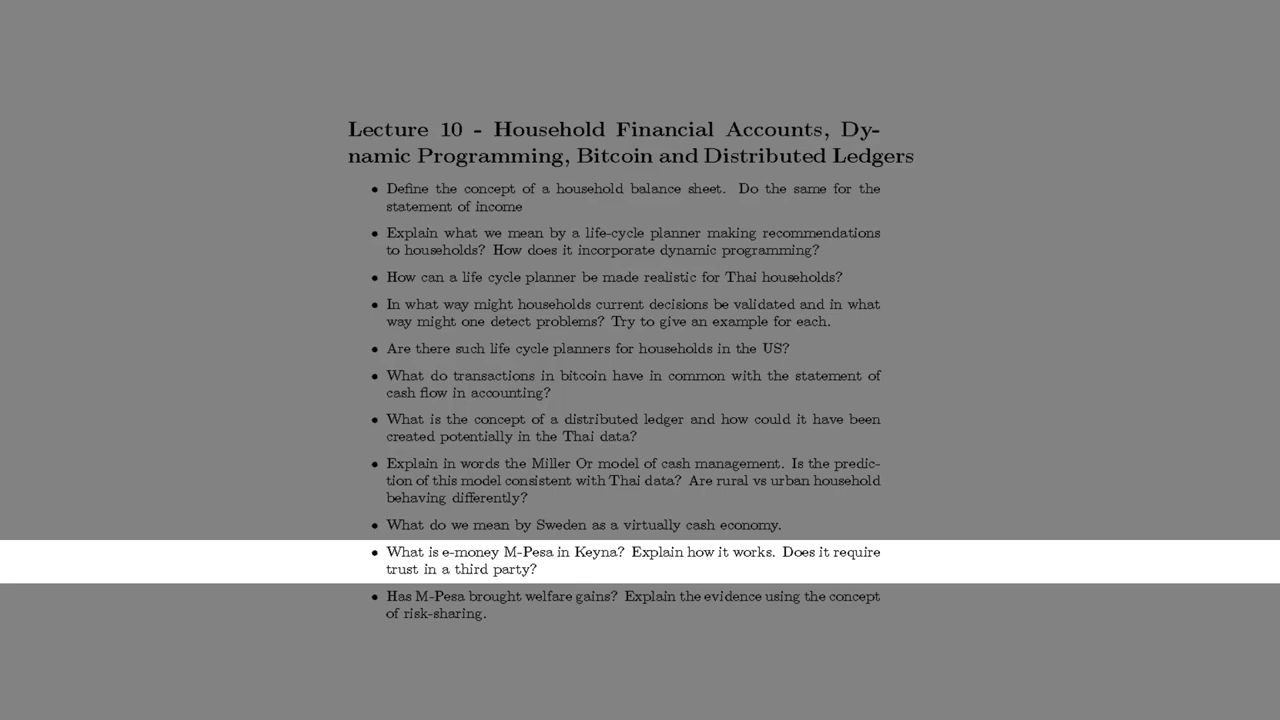 Lecture 10 - Household Financial Accounts, Dy-
namic Programming, Bitcoin and Distributed Ledgers
• Define the concept of a household balance sheet. Do the same for the
statement of income
• Explain what we mean by a life-cycle planner making recommendations
to households? How does it incorporate dynamic programming?
• How can a life cycle planner be made realistic for Thai households?
• In what way might households current decisions be validated and in what
way might one detect problems? Try to give an example for each.
• Are there such life cycle planners for households in the US?
• What do transactions in bitcoin have in common with the statement of
cash flow in accounting?
• What is the concept of a distributed ledger and how could it have been
created potentially in the Thai data?
• Explain in words the Miller Or model of cash management. Is the predic-
tion of this model consistent with Thai data? Are rural vs urban household
behaving differently?
• What do we mean by Sweden as a virtually cash economy.
• What is e-money M-Pesa in Keyna? Explain how it works. Does it require
trust in a third party?
• Has M-Pesa brought welfare gains? Explain the evidence using the concept
of risk-sharing.